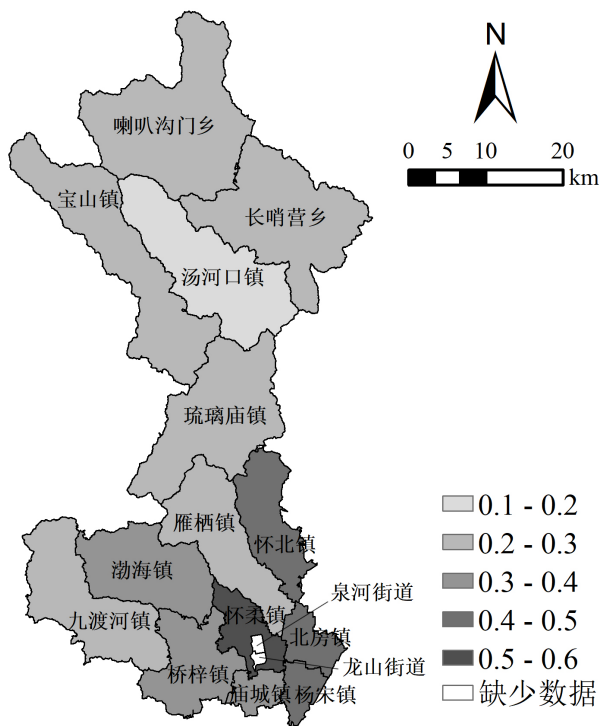 N
0 5 10 20
km
喇叭沟门乡
宝山镇
长哨营乡
汤河口镇
琉璃庙镇
雁栖镇
怀北镇
渤海镇
九渡河镇
怀柔镇
泉河街道
北房镇
龙山街道
桥梓镇
庙城镇
杨宋镇
0.1 - 0.2
0.2 - 0.3
0.3 - 0.4
0.4 - 0.5
0.5 - 0.6
缺少数据